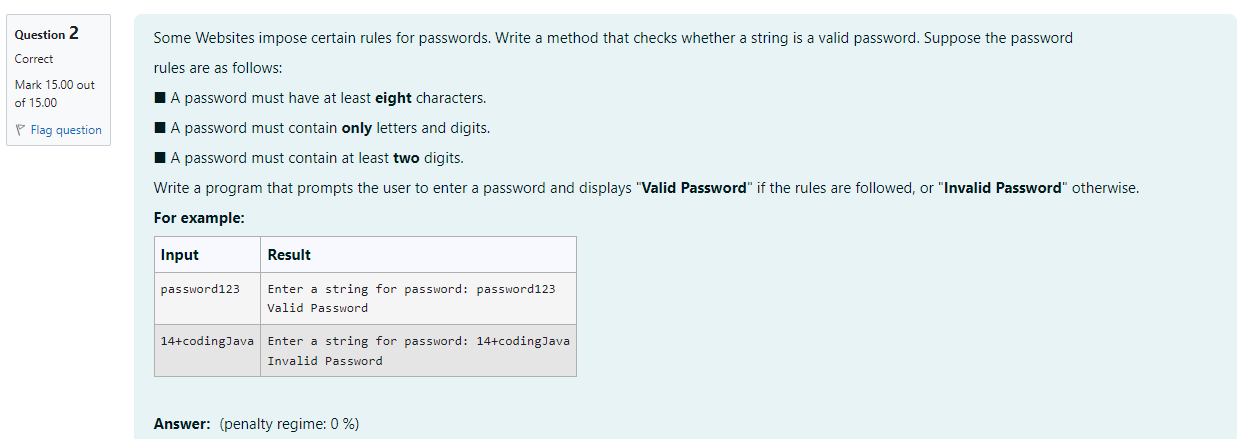 Question 2
Correct
Mark 15.00 out
of 15.00
Flag question
Some Websites impose certain rules for passwords. Write a method that checks whether a string is a valid password. Suppose the password
rules are as follows:
■ A password must have at least eight characters.
■ A password must contain only letters and digits.
■ A password must contain at least two digits.
Write a program that prompts the user to enter a password and displays "Valid Password" if the rules are followed, or "Invalid Password" otherwise.
For example:
Input Result
password123 Enter a string for password: password123
Valid Password
14+codingJava Enter a string for password: 14+codingJava
Invalid Password
Answer: (penalty regime: 0 %)